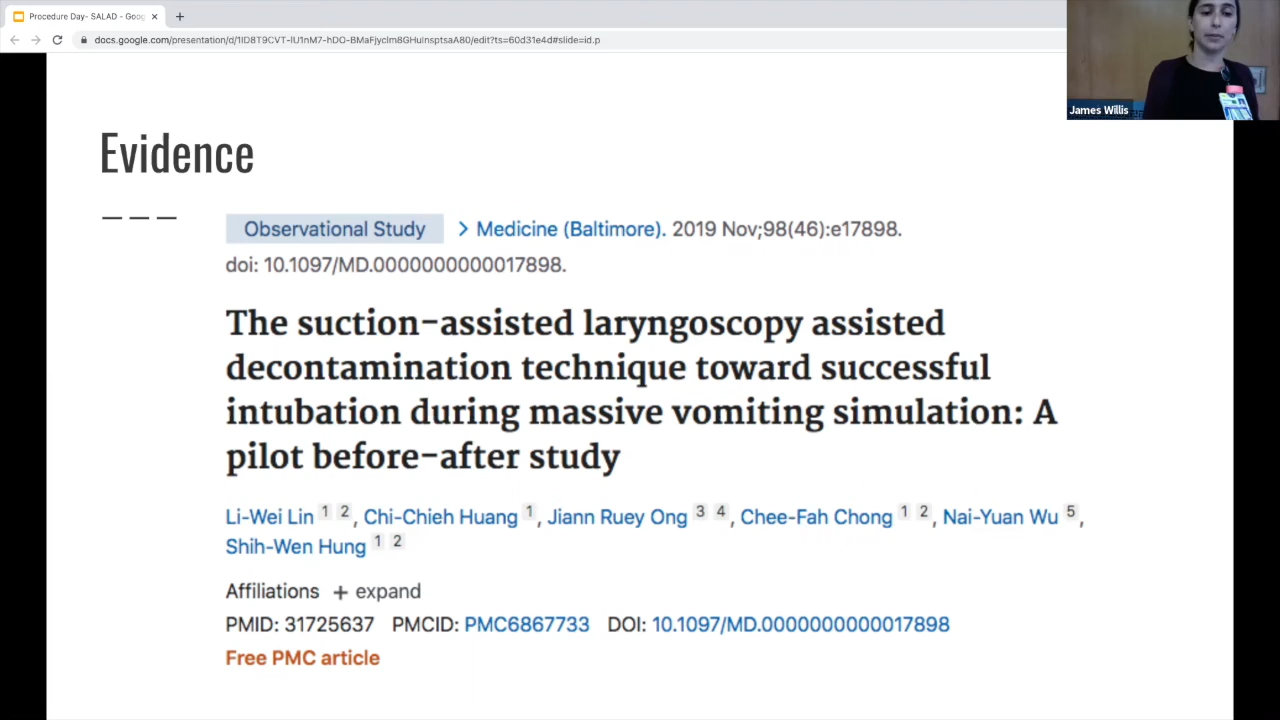 Procedure Day- SALAD - Goog
docs.google.com/presentation/d/1ID8T9CVT-IU1nM7-hDO-BMaFjyclm8GHuInsptsaA80/edit?ts=60d31e4d#slide=id.p
James Willis
Evidence
Observational Study > Medicine (Baltimore). 2019 Nov;98(46):e17898.
doi: 10.1097/MD.0000000000017898.
The suction-assisted laryngoscopy assisted
decontamination technique toward successful
intubation during massive vomiting simulation: A
pilot before-after study
Li-Wei Lin 1 2, Chi-Chieh Huang 1, Jiann Ruey Ong 3 4, Chee-Fah Chong 1 2, Nai-Yuan Wu 5,
Shih-Wen Hung 1 2
Affiliations + expand
PMID: 31725637 PMCID: PMC6867733 DOI: 10.1097/MD.0000000000017898
Free PMC article